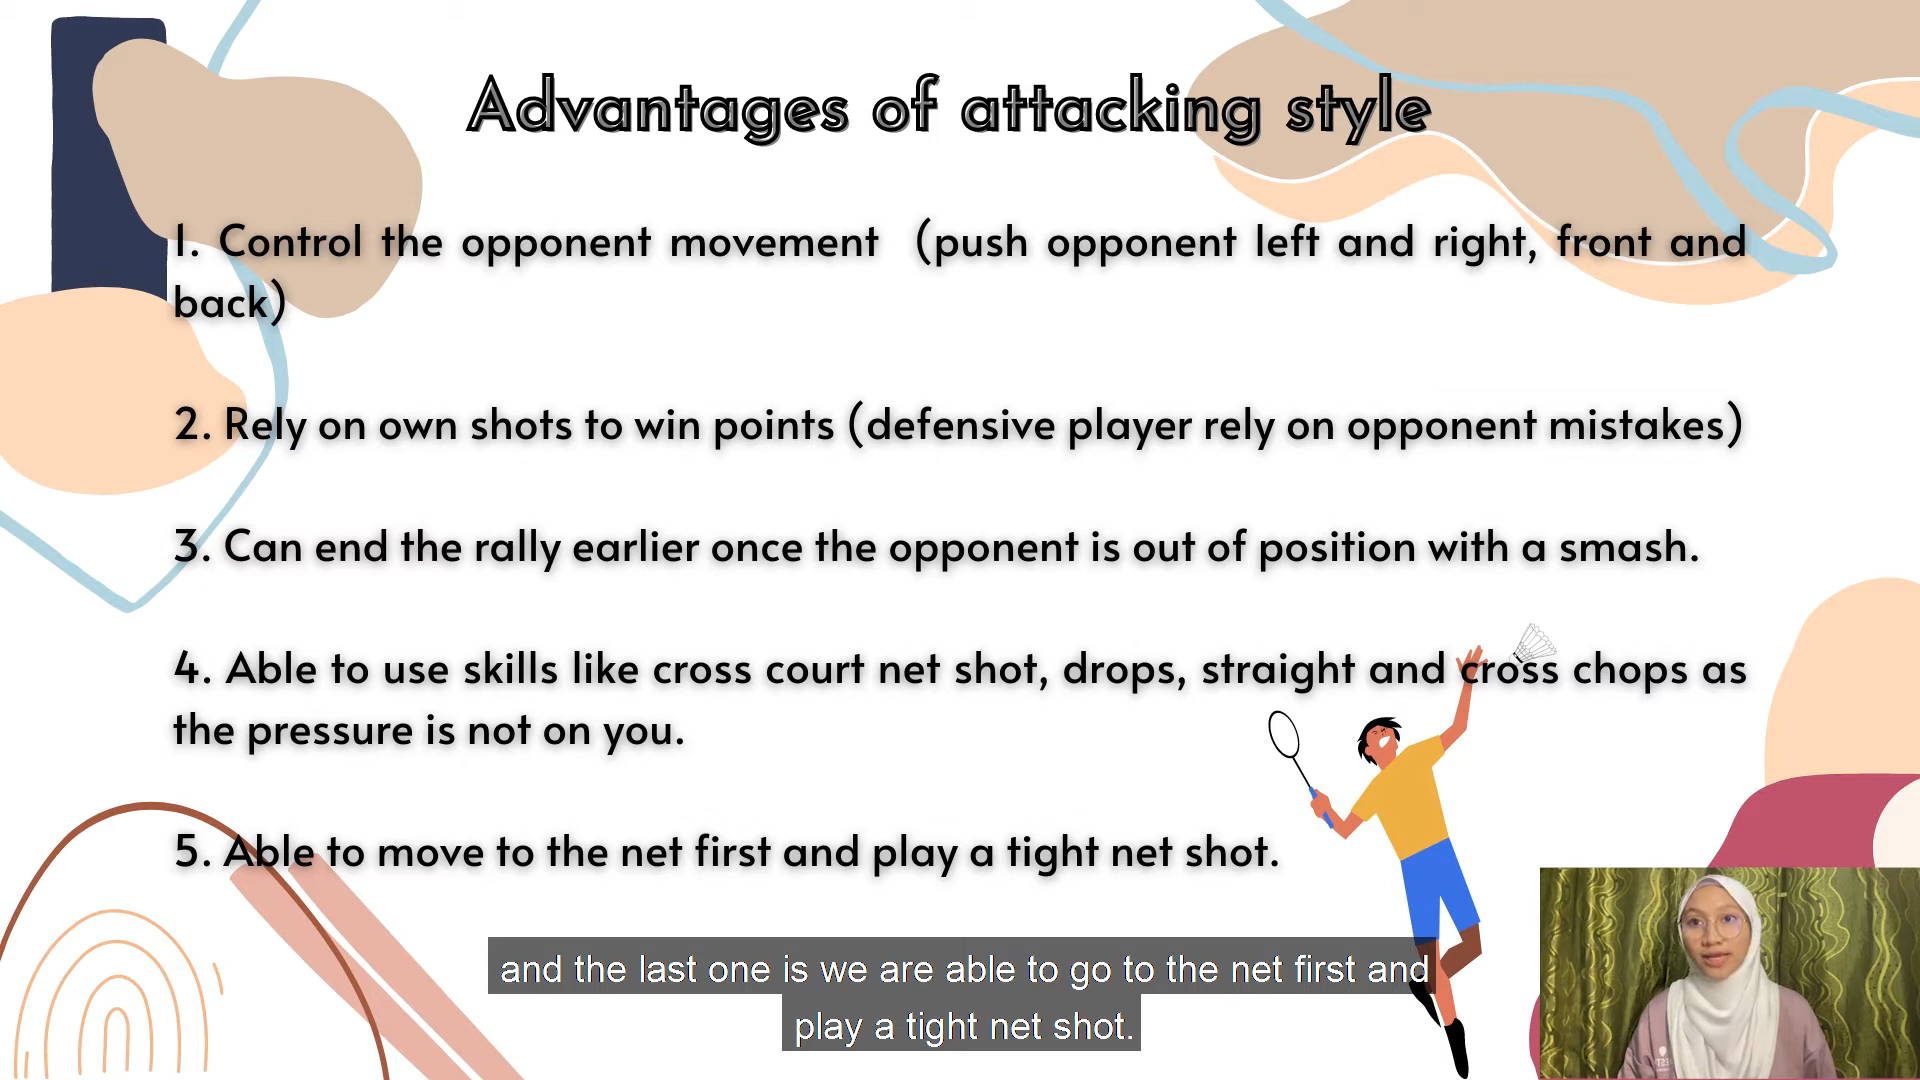 Advantages of attacking style
1. Control the opponent movement (push opponent left and right, front and
back)
2. Rely on own shots to win points (defensive player rely on opponent mistakes)
3. Can end the rally earlier once the opponent is out of position with a smash.
4. Able to use skills like cross court net shot, drops, straight and cross chops as
the pressure is not on you.
5. Able to move to the net first and play a tight net shot.
and the last one is we are able to go to the net first and
play a tight net shot.